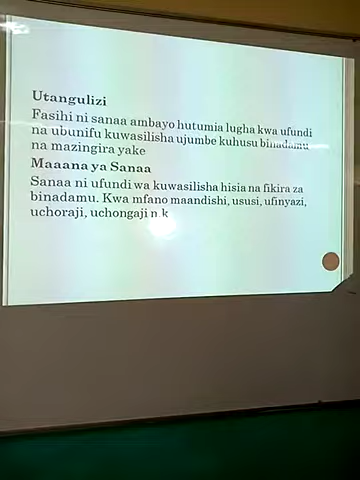 Utangulizi
Fasihi ni sanaa ambayo hutumia lugha kwa ufundi
na ubunifu kuwasilisha ujumbe kuhusu binadamu
na mazingira yake
Maaana ya Sanaa
Sanaa ni ufundi wa kuwasilisha hisia na fikira za
binadamu. Kwa mfano maandishi, ususi, ufinyazi,
uchoraji, uchongaji n.k